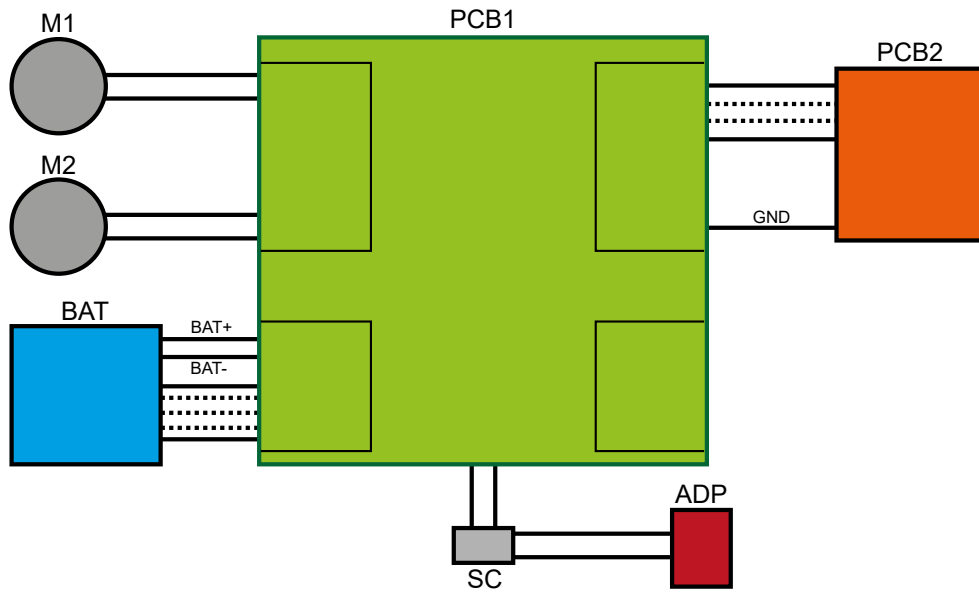 M1
PCB1
PCB2
M2
GND
BAT
BAT+
BAT-
ADP
SC